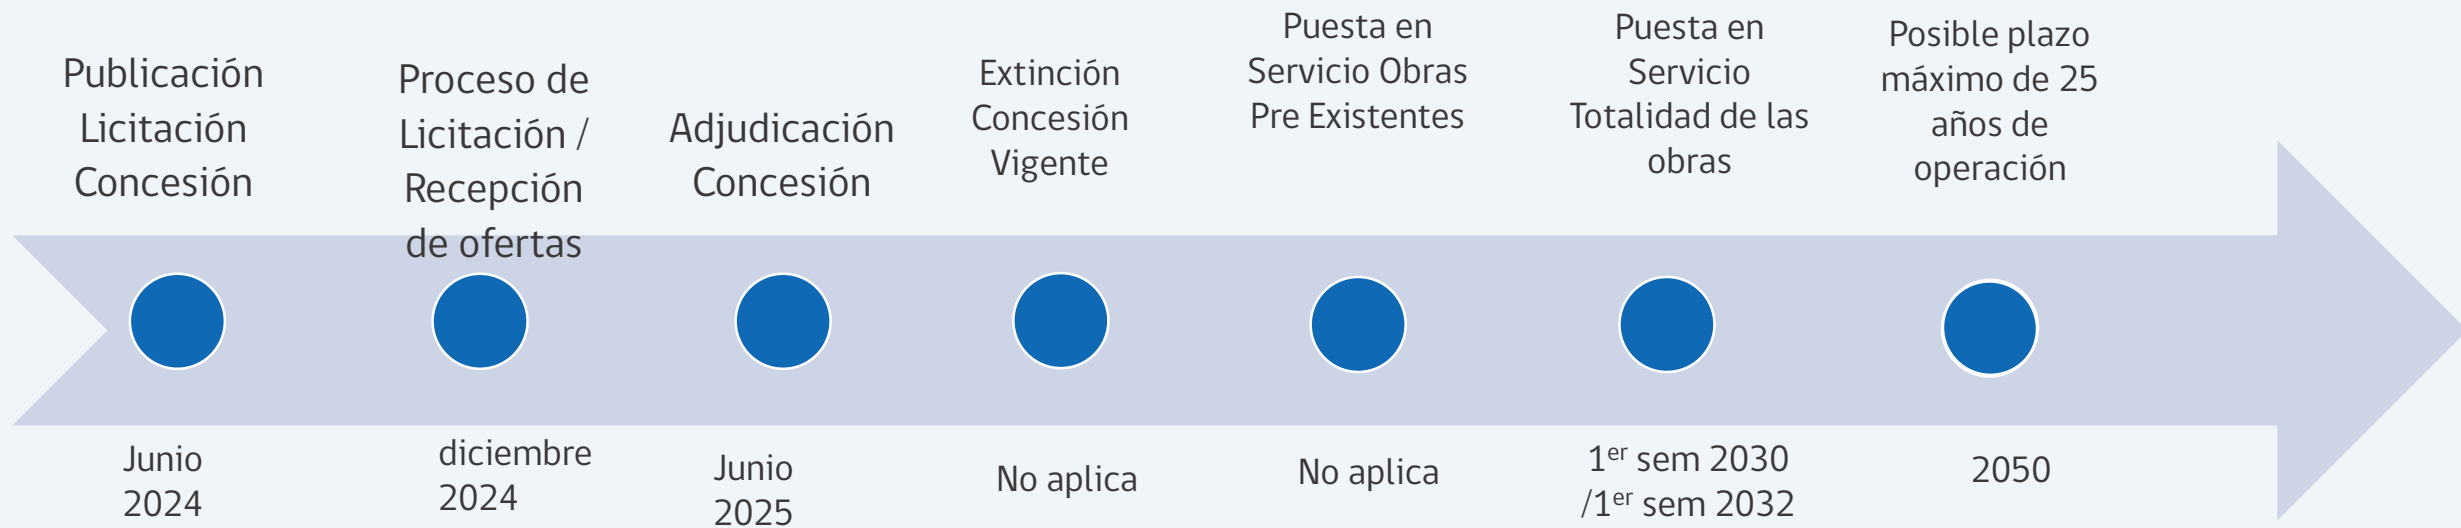 Publicación
Licitación
Concesión
Proceso de
Licitación /
Recepción
de ofertas
Adjudicación
Concesión
Extinción
Concesión
Vigente
Puesta en
Servicio Obras
Pre Existentes
Puesta en
Servicio
Totalidad de las
obras
Posible plazo
máximo de 25
años de
operación
Junio
2024
diciembre
2024
Junio
2025
No aplica
No aplica
1er sem 2030
/1er sem 2032
2050